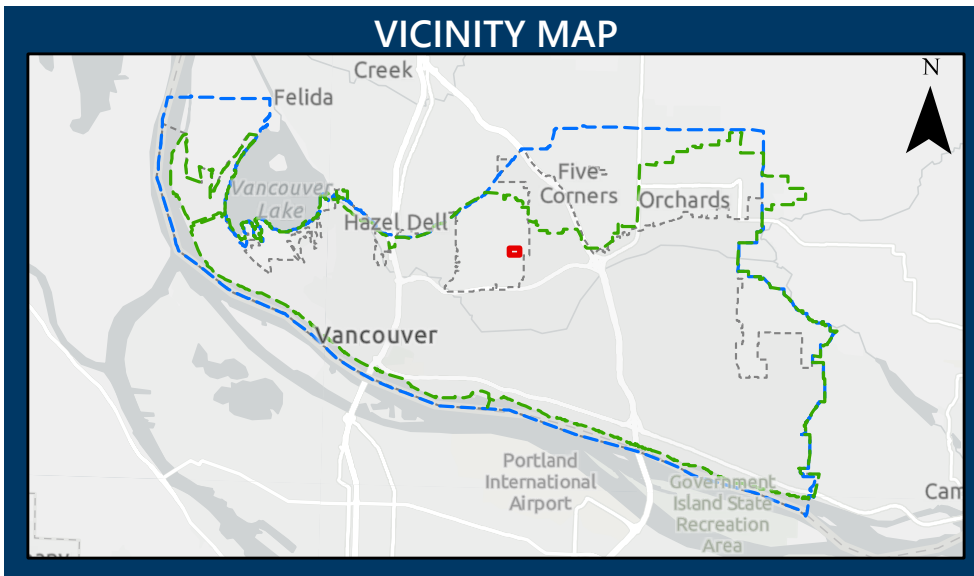 VICINITY MAP
Creek
N
Felida
Five
Corners
Vancouver
Lake
Orchards
Hazel Dell
Vancouver
Portland
International
Airport
Government
Island State
Recreation
Area
Cam
any